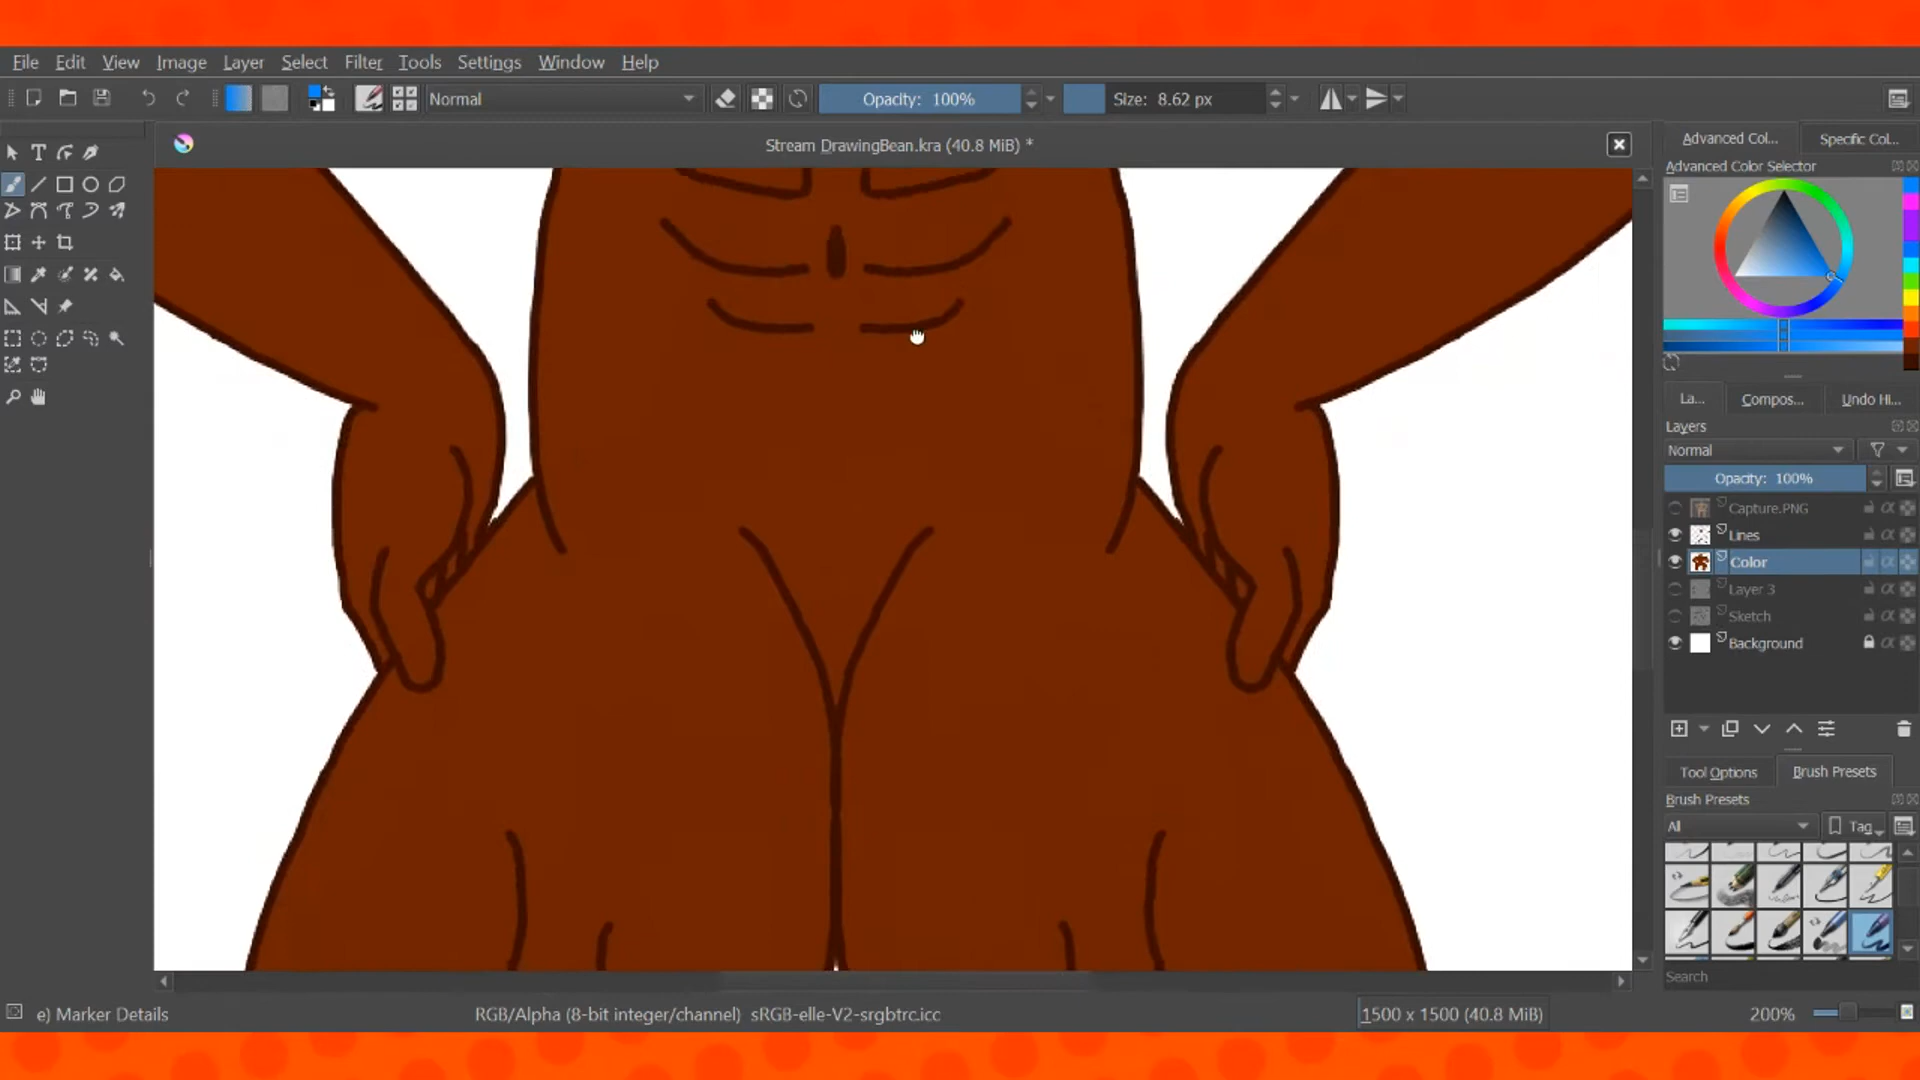 File Edit View Image Layer Select Filter Tools Settings Window Help
Normal Opacity: 100% Size: 8.62 px
Stream DrawingBean.kra (40.8 MiB) *
Advanced Col... Specific Col...
Advanced Color Selector
La... Compos... Undo Hi...
Layers
Normal
Opacity: 100%
Capture.PNG
Lines
Color
Layer 3
Sketch
Background
Tool Options Brush Presets
Brush Presets
All Tag
Search
e) Marker Details RGB/Alpha (8-bit integer/channel) sRGB-elle-V2-srgbtrc.icc 1500 x 1500 (40.8 MiB) 200%